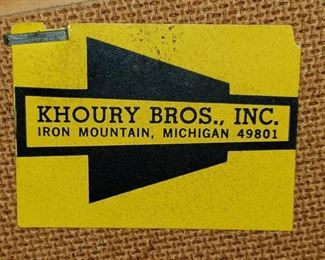 KHOURY BROS., INC.
IRON MOUNTAIN, MICHIGAN 49801